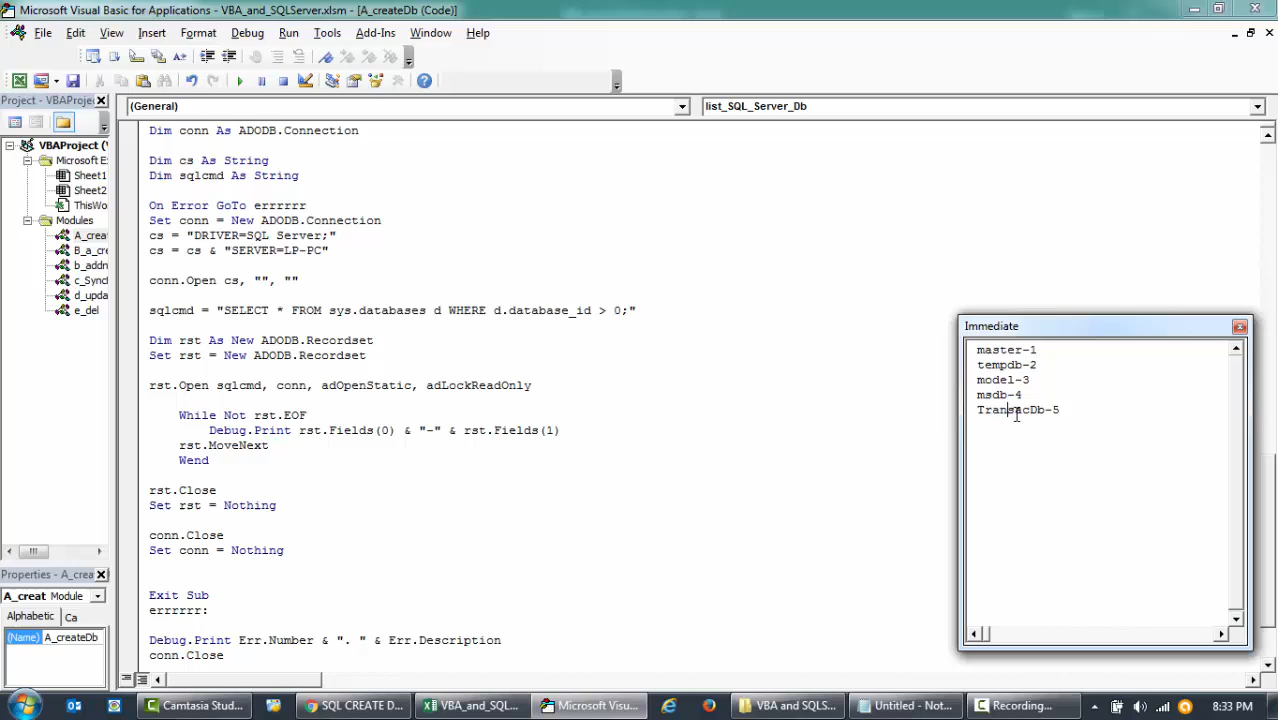 Microsoft Visual Basic for Applications - VBA_and_SQLServer.xlsm - [A_createDb (Code)]
File Edit View Insert Format Debug Run Tools Add-Ins Window Help
Project - VBAProject
(General)
list_SQL_Server_Db
VBAProject (V
Microsoft Ex
Sheet1
Sheet2
ThisWo
Modules
A_creat
B_a_cre
b_addn
c_Synch
d_upda
e_del
Properties - A_creat
A_creat Module
Alphabetic Ca
(Name) A_createDb
Dim conn As ADODB.Connection
Dim cs As String
Dim sqlcmd As String
On Error GoTo errrrrr
Set conn = New ADODB.Connection
cs = "DRIVER=SQL Server;"
cs = cs & "SERVER=LP-PC"
conn.Open cs, "", ""
sqlcmd = "SELECT * FROM sys.databases d WHERE d.database_id > 0;"
Dim rst As New ADODB.Recordset
Set rst = New ADODB.Recordset
rst.Open sqlcmd, conn, adOpenStatic, adLockReadOnly
While Not rst.EOF
Debug.Print rst.Fields(0) & "-" & rst.Fields(1)
rst.MoveNext
Wend
rst.Close
Set rst = Nothing
conn.Close
Set conn = Nothing
Exit Sub
errrrrr:
Debug.Print Err.Number & ". " & Err.Description
conn.Close
Immediate
master-1
tempdb-2
model-3
msdb-4
TransacDb-5
Camtasia Stud...
SQL CREATE D...
VBA_and_SQL...
Microsoft Visu...
VBA and SQLS...
Untitled - Not...
Recording...
8:33 PM